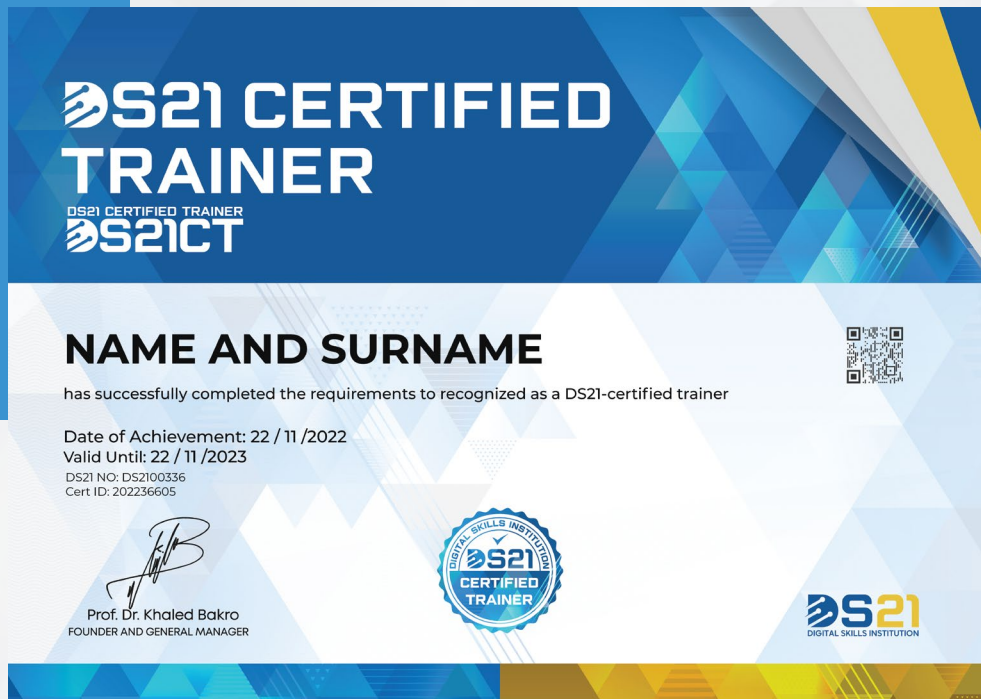 DS21 CERTIFIED
TRAINER
DS21 CERTIFIED TRAINER
DS21CT
NAME AND SURNAME
has successfully completed the requirements to recognized as a DS21-certified trainer
Date of Achievement: 22 / 11 /2022
Valid Until: 22 / 11 /2023
DS21 NO: DS2100336
Cert ID: 202236605
Prof. Dr. Khaled Bakro
FOUNDER AND GENERAL MANAGER
DIGITAL SKILLS INSTITUTION
DS21
CERTIFIED
TRAINER
DS21
DIGITAL SKILLS INSTITUTION